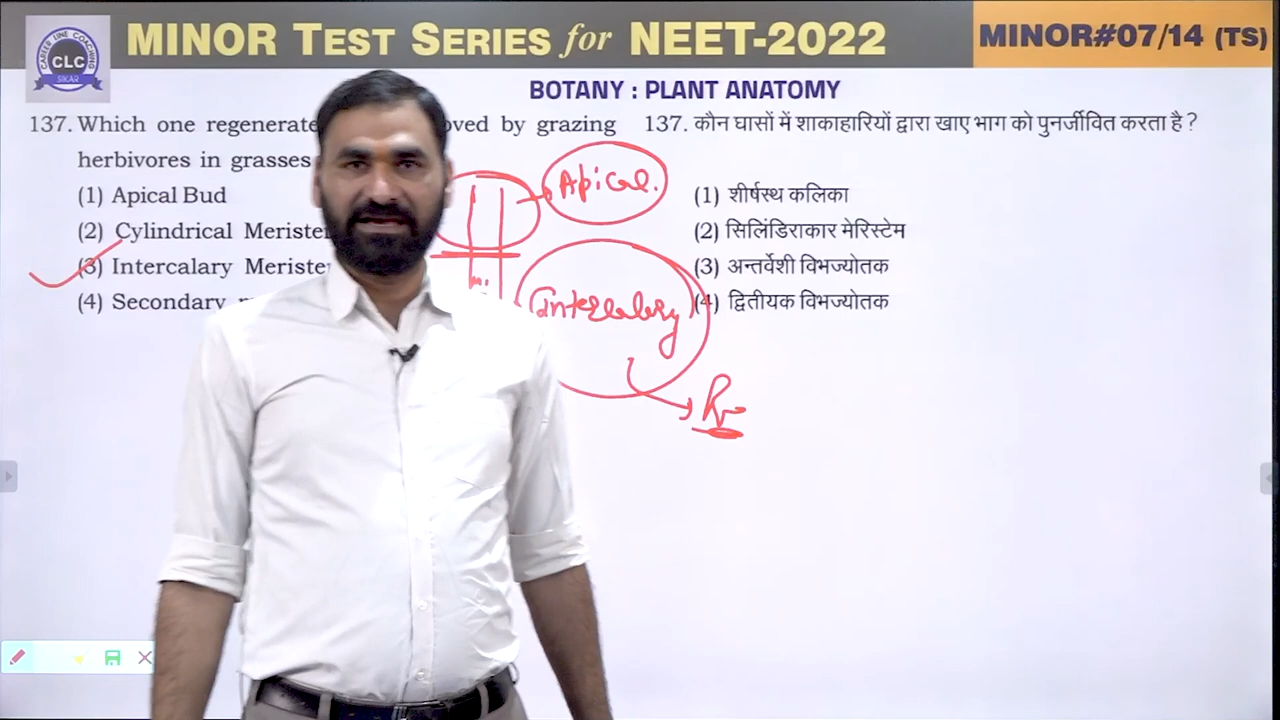 CAREER LINE COACHING
CLC
SIKAR
MINOR TEST SERIES for NEET-2022
MINOR#07/14 (TS)
BOTANY : PLANT ANATOMY
137. Which one regenerate oved by grazing
herbivores in grasses
(1) Apical Bud
(2) Cylindrical Meriste
(3) Intercalary Meriste
(4) Secondary
Apical.
137. कौन घासों में शाकाहारियों द्वारा खाए भाग को पुनर्जीवित करता है ?
(1) शीर्षस्थ कलिका
(2) सिलिंडिराकार मेरिस्टेम
(3) अन्तर्वेशी विभज्योतक
(4) द्वितीयक विभज्योतक